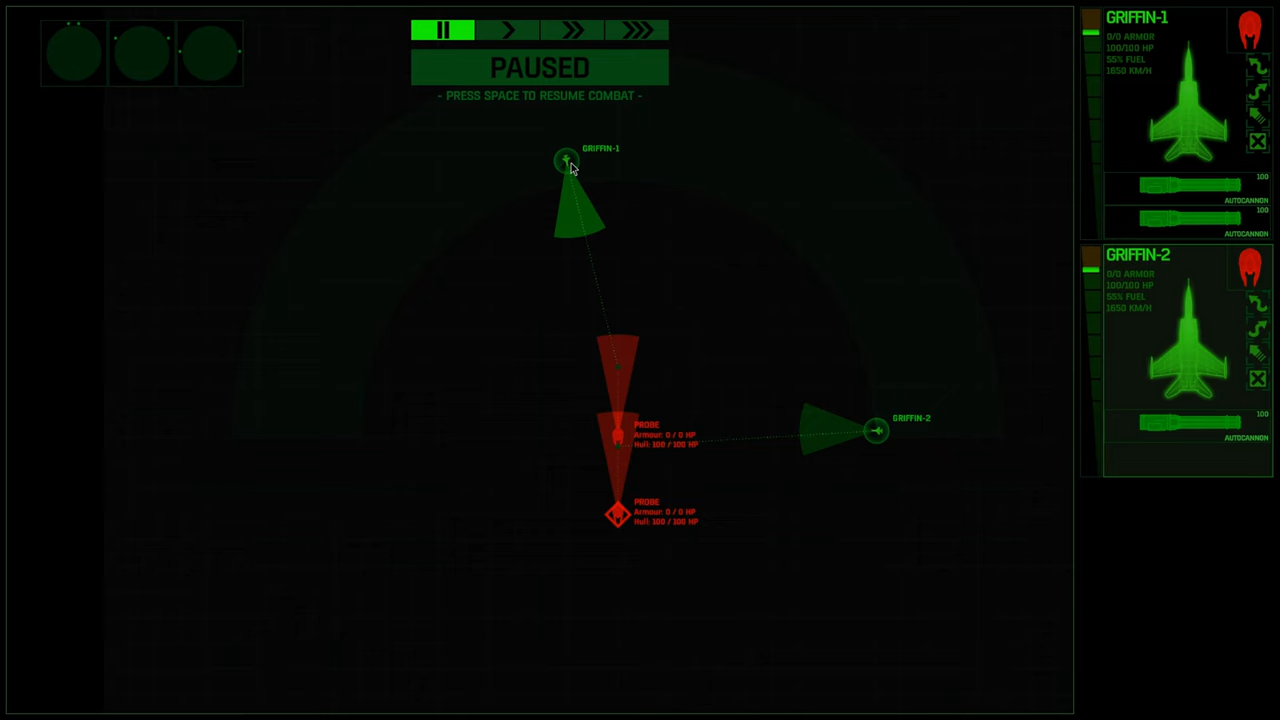 PAUSED
- PRESS SPACE TO RESUME COMBAT -
GRIFFIN-1
GRIFFIN-2
PROBE
Armour: 0 / 0 HP
Hull: 100 / 100 HP
PROBE
Armour: 0 / 0 HP
Hull: 100 / 100 HP
GRIFFIN-1
0/0 ARMOR
100/100 HP
55% FUEL
1650 KM/H
100
AUTOCANNON
100
AUTOCANNON
GRIFFIN-2
0/0 ARMOR
100/100 HP
55% FUEL
1650 KM/H
100
AUTOCANNON